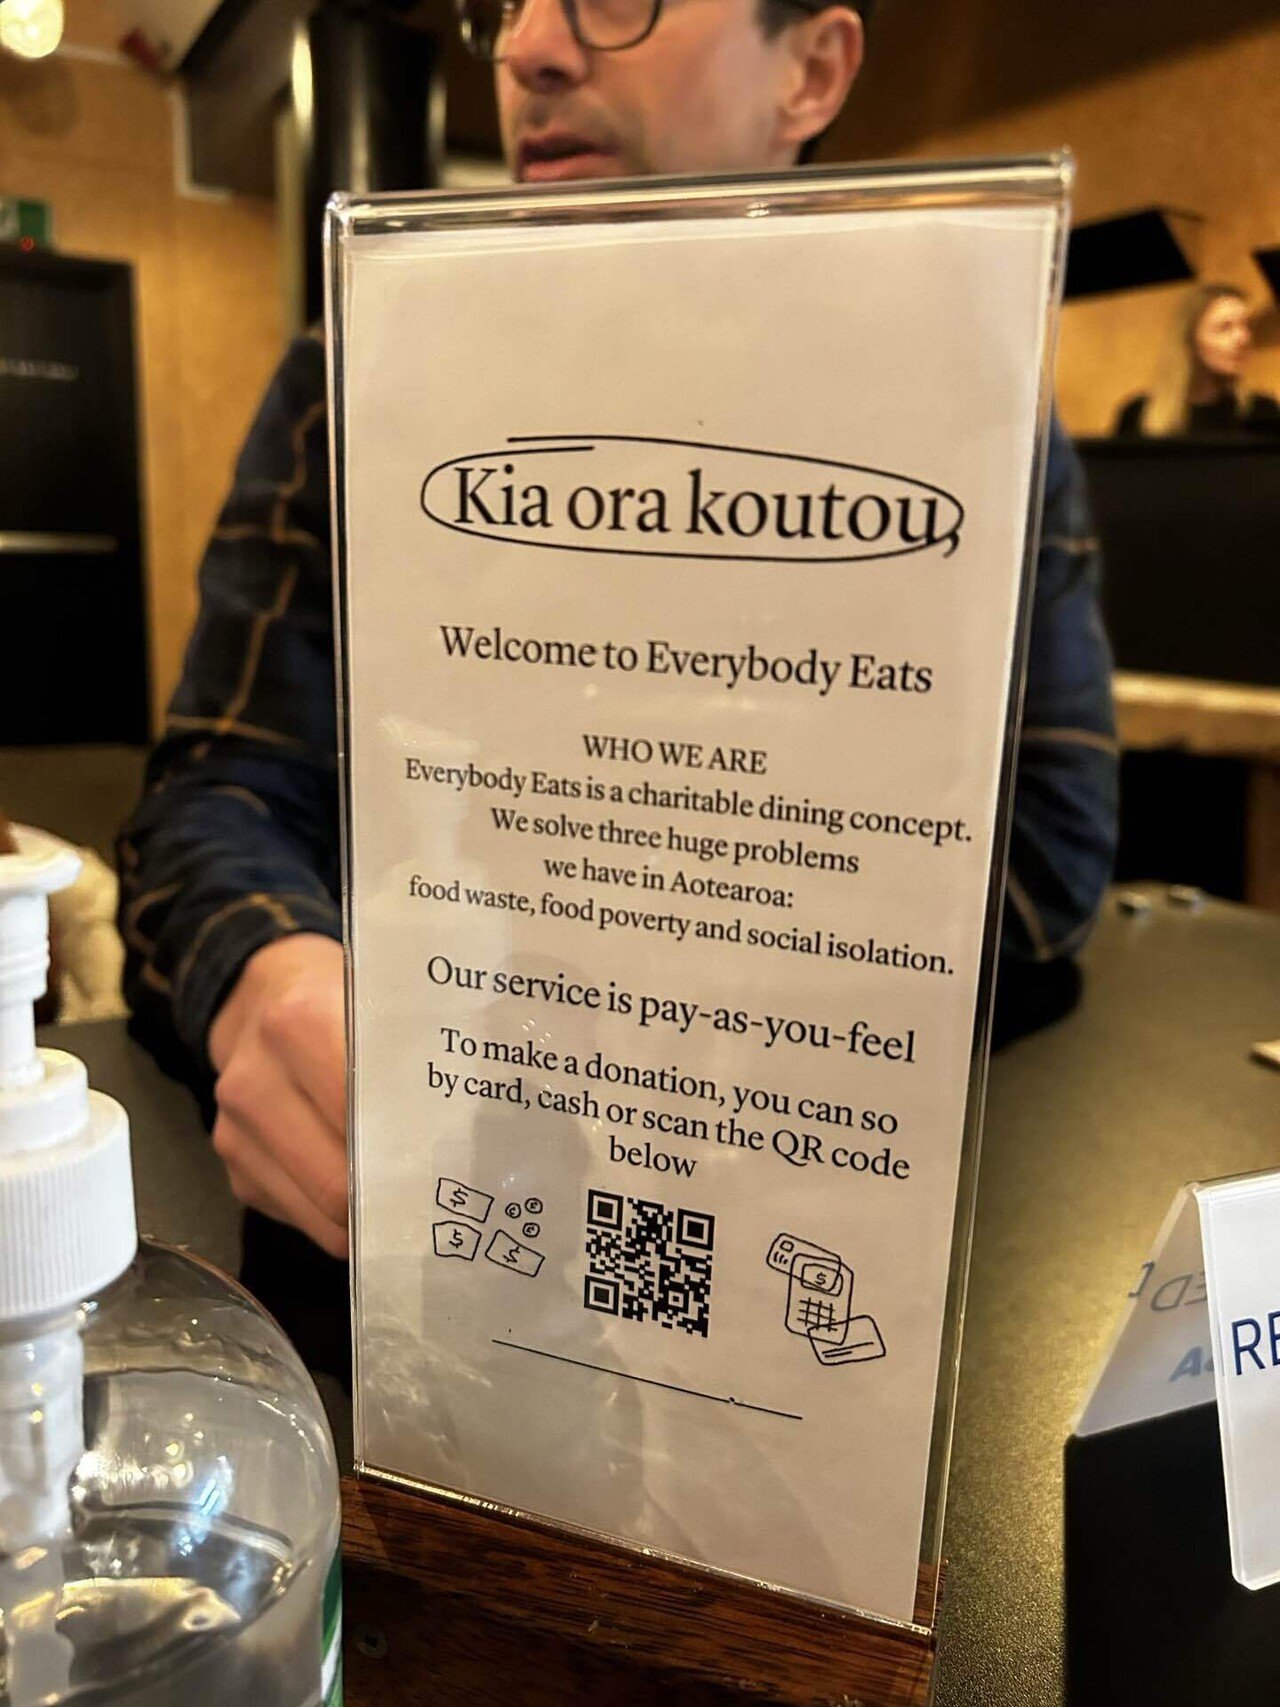 Kia ora koutou,
Welcome to Everybody Eats
WHO WE ARE
Everybody Eats is a charitable dining concept.
We solve three huge problems
we have in Aotearoa:
food waste, food poverty and social isolation.
Our service is pay-as-you-feel
To make a donation, you can so
by card, cash or scan the QR code
below
$
$
$
$
RE